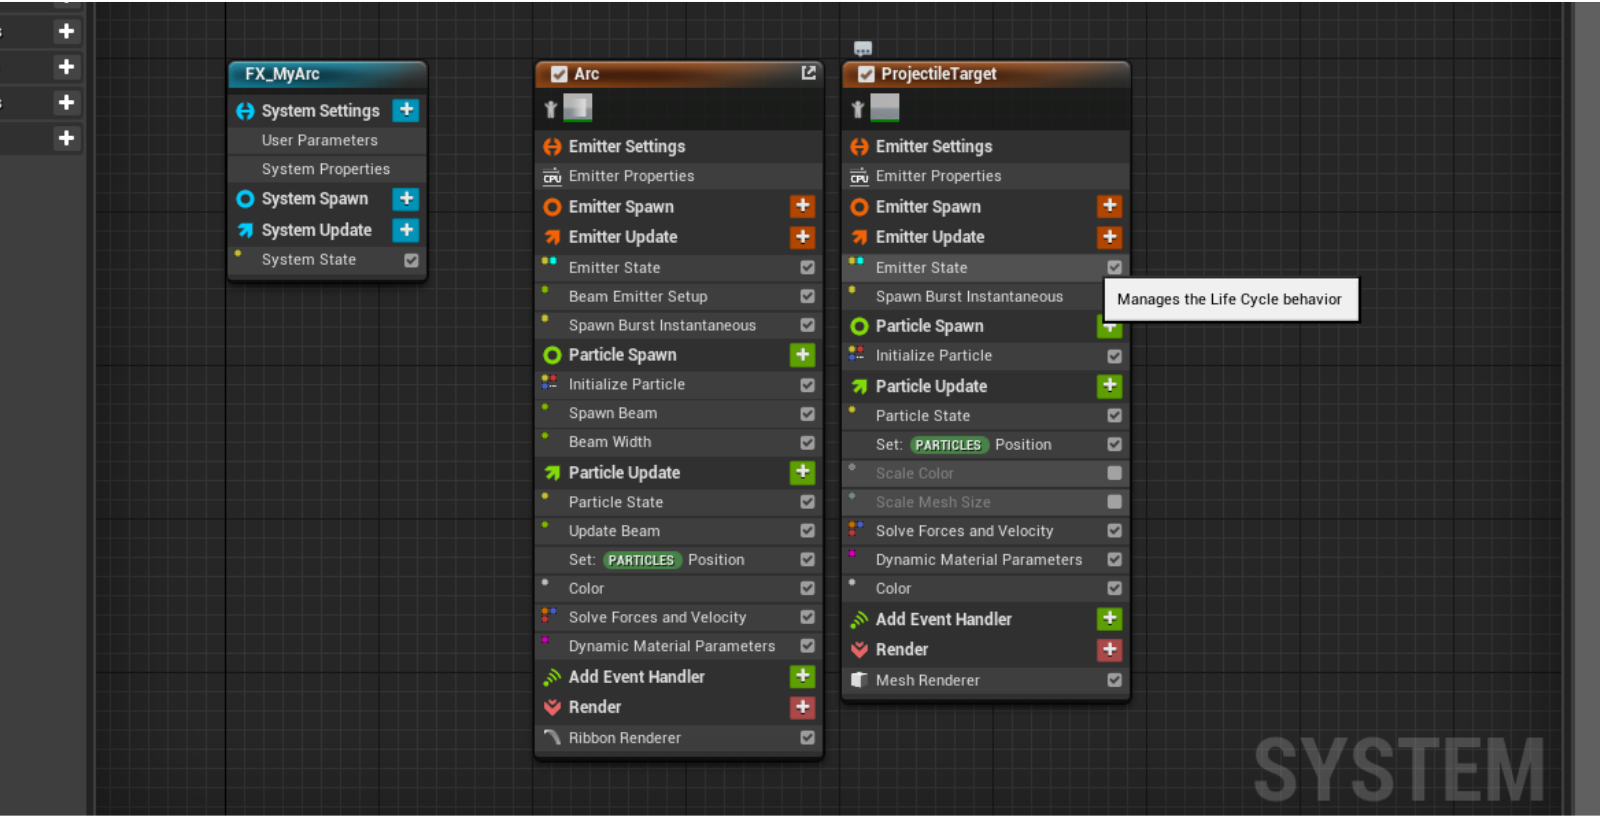 FX_MyArc
System Settings
User Parameters
System Properties
System Spawn
System Update
System State
Arc
Emitter Settings
CPU Emitter Properties
Emitter Spawn
Emitter Update
Emitter State
Beam Emitter Setup
Spawn Burst Instantaneous
Particle Spawn
Initialize Particle
Spawn Beam
Beam Width
Particle Update
Particle State
Update Beam
Set: PARTICLES Position
Color
Solve Forces and Velocity
Dynamic Material Parameters
Add Event Handler
Render
Ribbon Renderer
ProjectileTarget
Emitter Settings
CPU Emitter Properties
Emitter Spawn
Emitter Update
Emitter State
Spawn Burst Instantaneous
Manages the Life Cycle behavior
Particle Spawn
Initialize Particle
Particle Update
Particle State
Set: PARTICLES Position
Scale Color
Scale Mesh Size
Solve Forces and Velocity
Dynamic Material Parameters
Color
Add Event Handler
Render
Mesh Renderer
SYSTEM